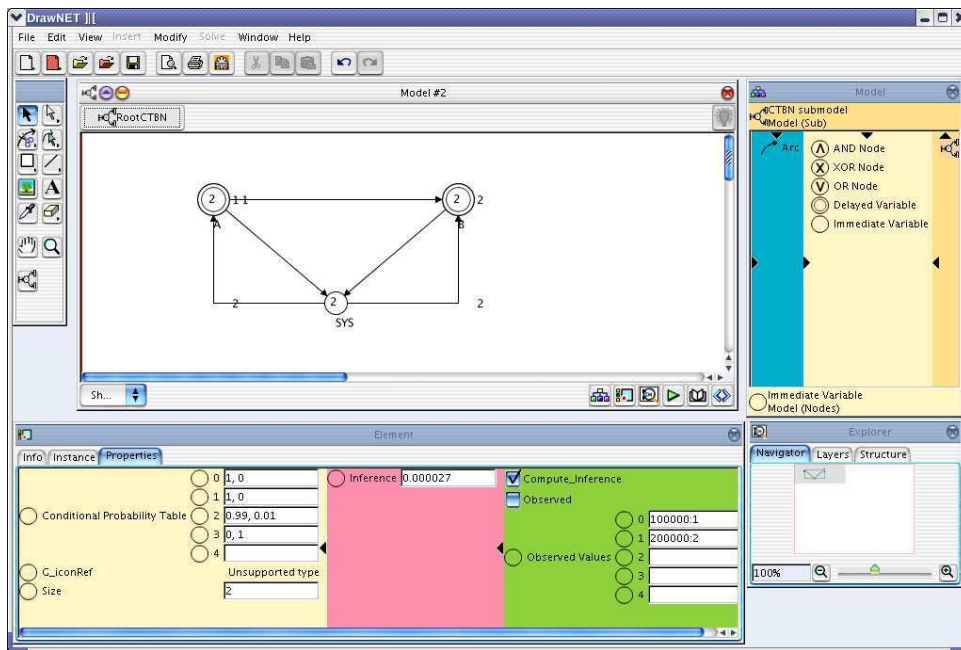 DrawNET ][[
File Edit View Insert Modify Solve Window Help
Model #2
RootCTBN
2
1 1
2
2
A
B
2
2
2
SYS
Sh...
Model
CTBN submodel
Model (Sub)
Arc
AND Node
X XOR Node
V OR Node
Delayed Variable
Immediate Variable
Immediate Variable
Model (Nodes)
Element
Info Instance Properties
Conditional Probability Table
0 1, 0
1 1, 0
2 0.99, 0.01
3 0, 1
4
G_iconRef Unsupported type
Size 2
Inference 0.000027
Compute_Inference
Observed
Observed Values
0 100000:1
1 200000:2
2
3
4
Explorer
Navigator Layers Structure
100%